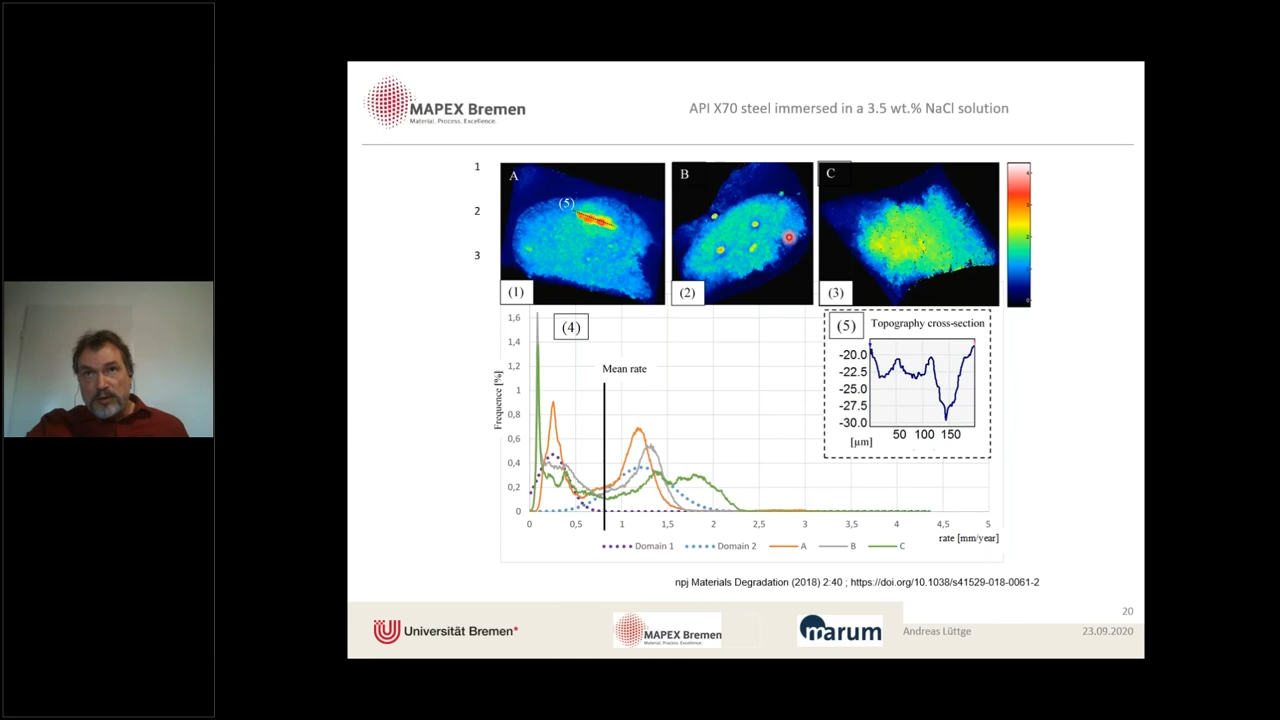 MAPEX Bremen
Material. Process. Excellence.
API X70 steel immersed in a 3.5 wt.% NaCl solution
1
2
3
A
(5)
(1)
B
(2)
C
(3)
4
3
2
1
0
(4)
Mean rate
Frequence [%]
1,6
1,4
1,2
1
0,8
0,6
0,4
0,2
0
0 0,5 1 1,5 2 2,5 3 3,5 4 4,5 5
rate [mm/year]
Domain 1 Domain 2 A B C
(5) Topography cross-section
-20.0
-22.5
-25.0
-27.5
-30.0
50 100 150
[µm]
npj Materials Degradation (2018) 2:40 ; https://doi.org/10.1038/s41529-018-0061-2
Universität Bremen*
MAPEX Bremen
marum
Andreas Lüttge
20
23.09.2020